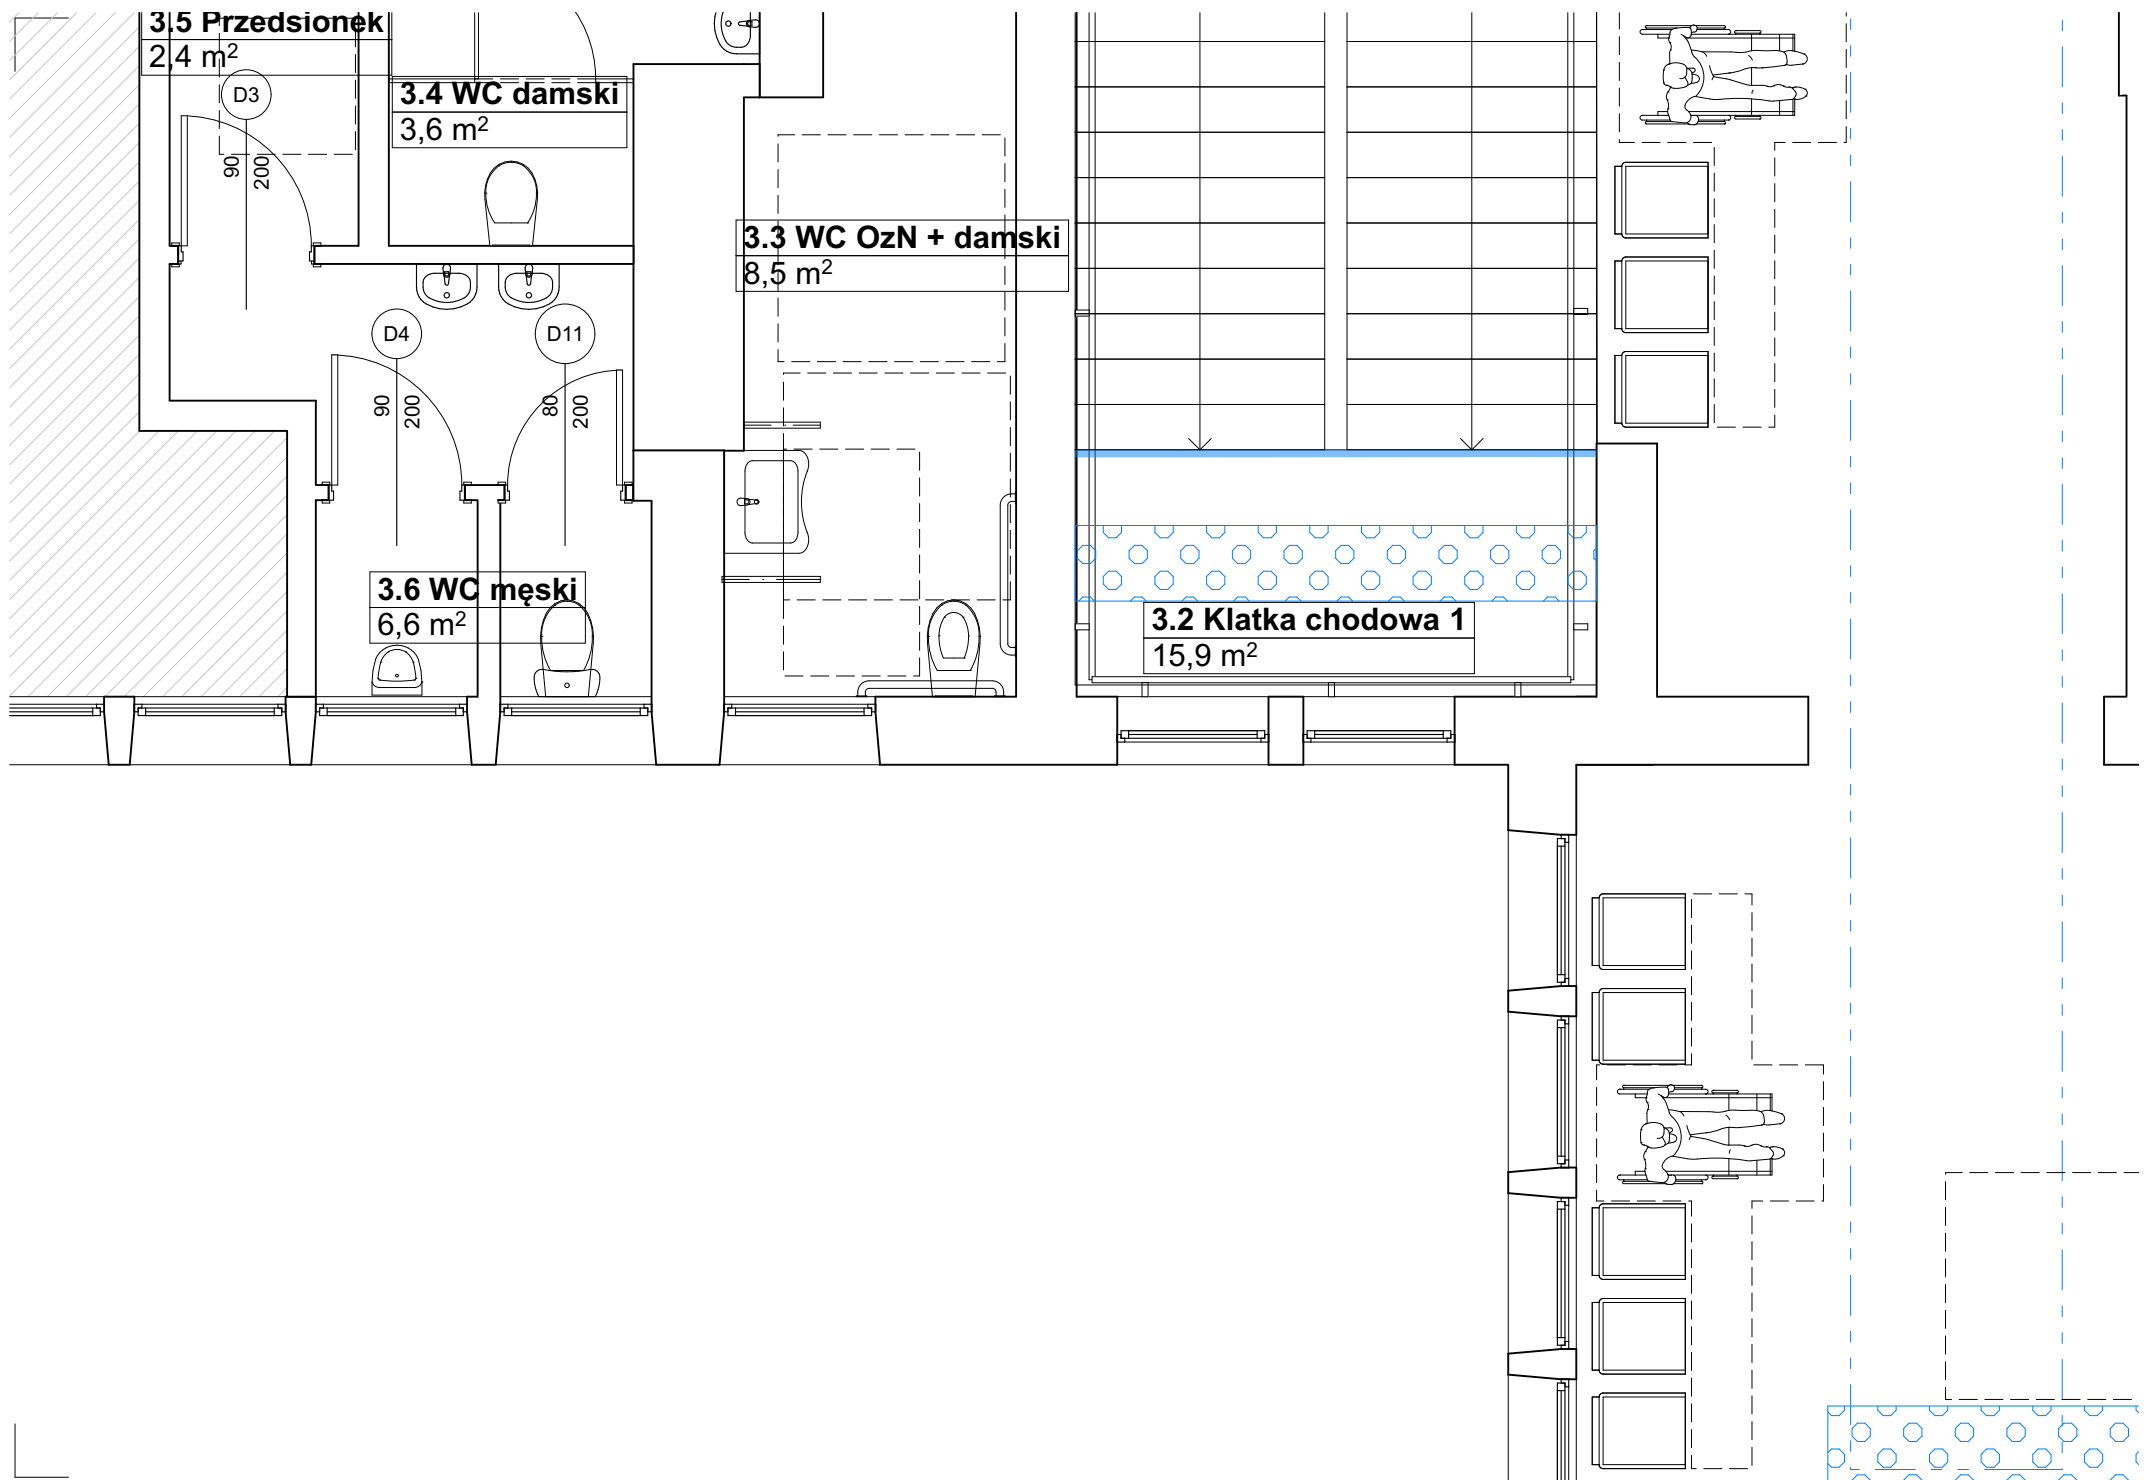 3.5 Przedsionek
2,4 m²
D3
90
200
3.4 WC damski
3,6 m²
3.3 WC OzN + damski
8,5 m²
D4
90
200
D11
80
200
3.6 WC męski
6,6 m²
3.2 Klatka chodowa 1
15,9 m²